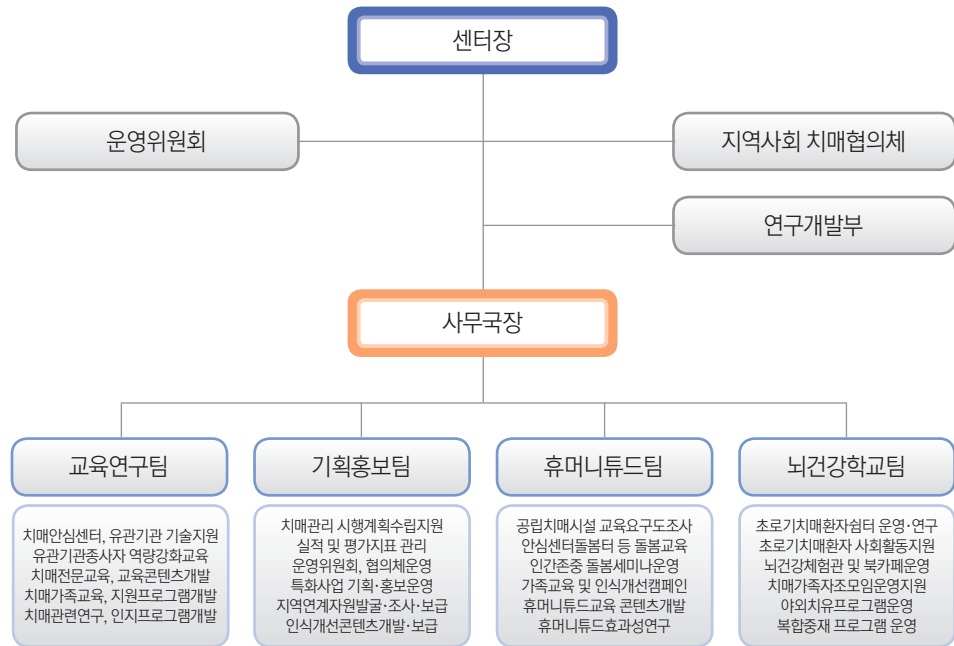 센터장
운영위원회
지역사회 치매협의체
연구개발부
사무국장
교육연구팀
치매안심센터, 유관기관 기술지원
유관기관종사자 역량강화교육
치매전문교육, 교육콘텐츠개발
치매가족교육, 지원프로그램개발
치매관련연구, 인지프로그램개발
기획홍보팀
치매관리 시행계획수립지원
실적 및 평가지표 관리
운영위원회, 협의체운영
특화사업 기획·홍보운영
지역연계자원발굴·조사·보급
인식개선콘텐츠개발·보급
휴머니튜드팀
공립치매시설 교육요구도조사
안심센터돌봄터 등 돌봄교육
인간존중 돌봄세미나운영
가족교육 및 인식개선캠페인
휴머니튜드교육 콘텐츠개발
휴머니튜드효과성연구
뇌건강학교팀
초로기치매환자쉼터 운영·연구
초로기치매환자 사회활동지원
뇌건강체험관 및 북카페운영
치매가족자조모임운영지원
야외치유프로그램운영
복합중재 프로그램 운영